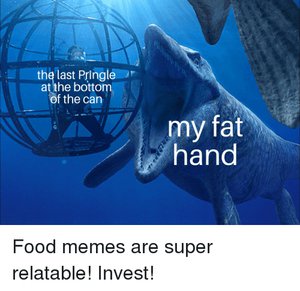 the last Pringle
at the bottom
of the can
my fat
hand
Food memes are super
relatable! Invest!